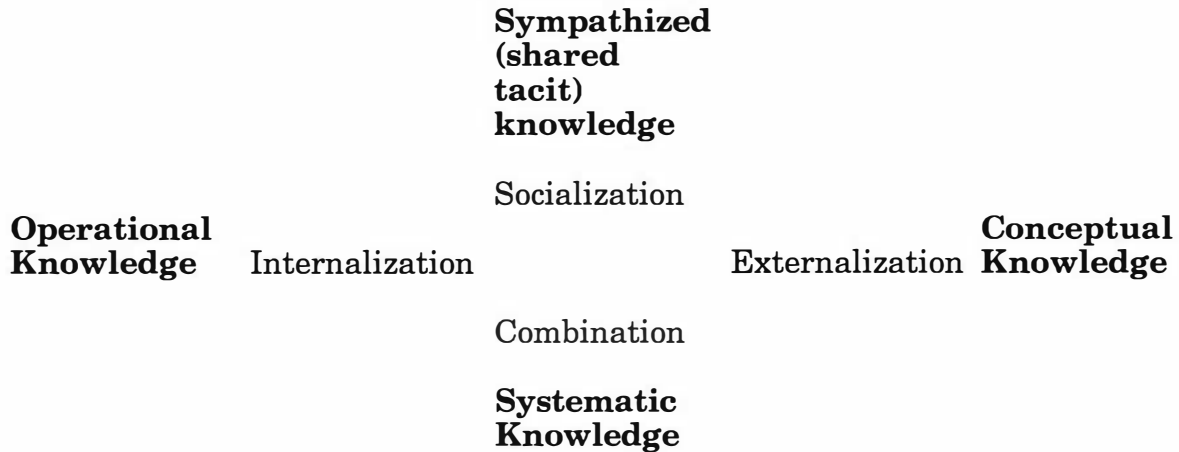 Sympathized
(shared
tacit)
knowledge
Socialization
Operational
Knowledge
Internalization
Externalization
Conceptual
Knowledge
Combination
Systematic
Knowledge